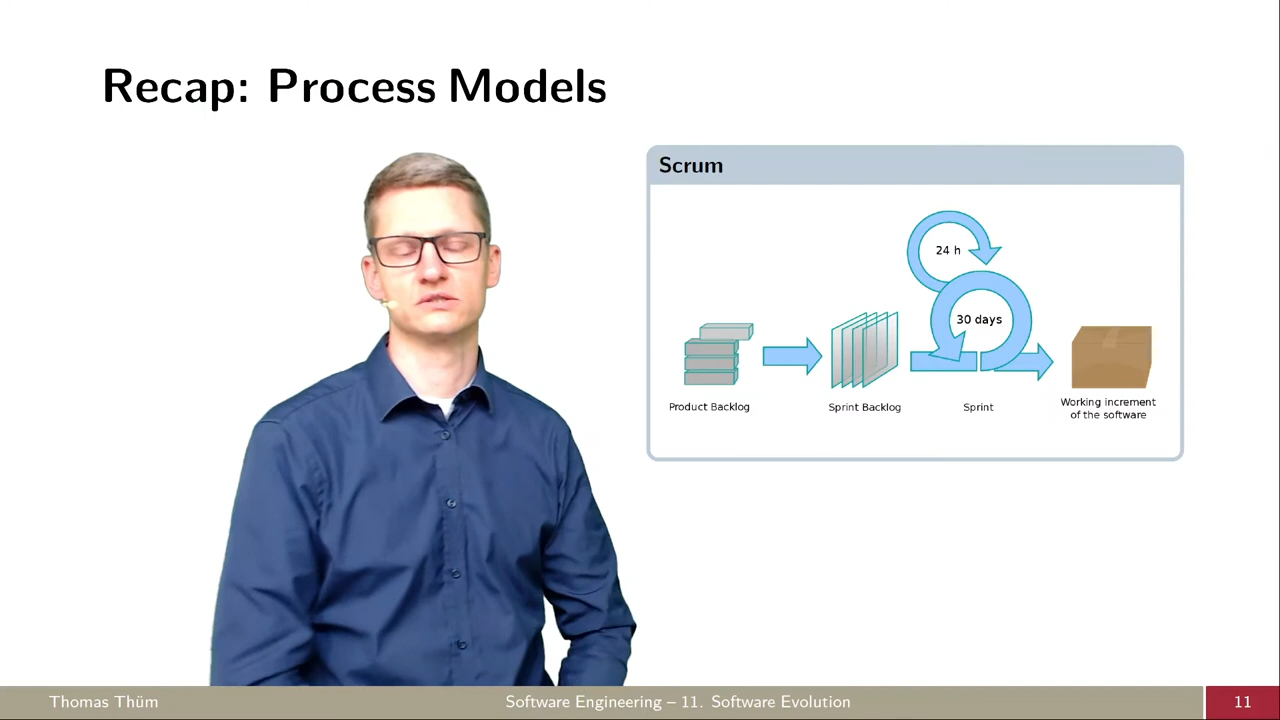 Recap: Process Models
Scrum
24 h
30 days
Product Backlog
Sprint Backlog
Sprint
Working increment
of the software
Thomas Thüm
Software Engineering – 11. Software Evolution
11